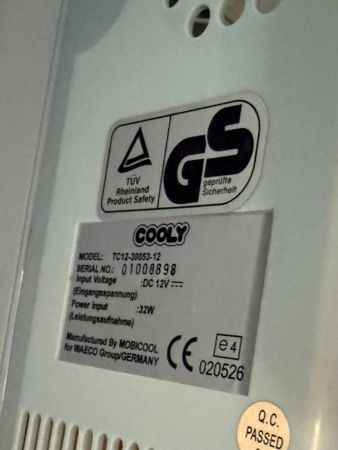 TÜV
Rheinland
Product Safety
GS
geprüfte
Sicherheit
COOLY
MODEL: TC12-30053-12
SERIAL NO.: 01008898
Input Voltage :DC 12V
(Eingangsspannung)
Power Input :32W
(Leistungsaufnahme)
Manufactured By MOBICOOL
for WAECO Group/GERMANY
CE
e4
020526
Q.C.
PASSED